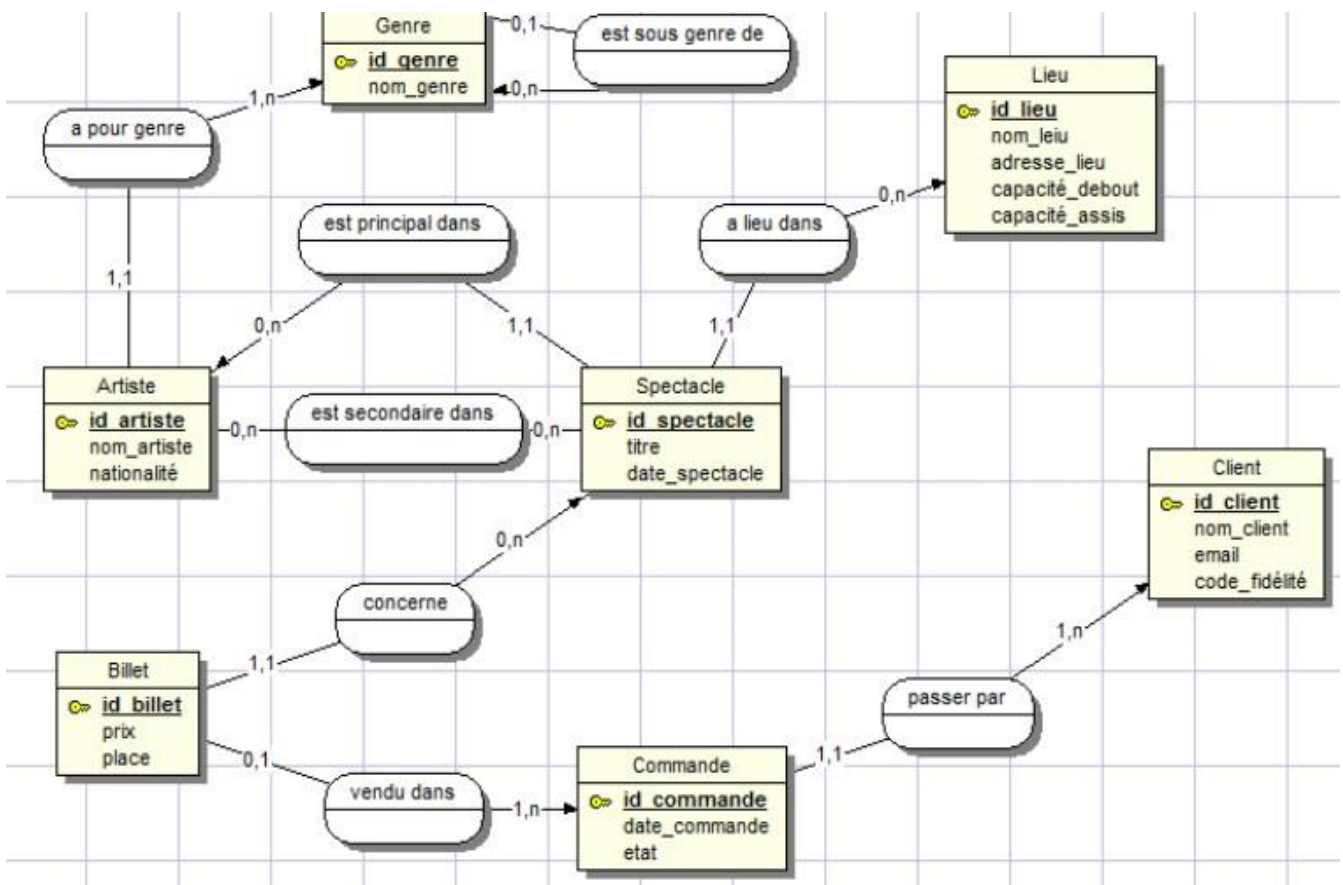 Genre
id_genre
nom_genre
0,1
est sous genre de
0,n
1,n
a pour genre
1,1
Lieu
id_lieu
nom_leiu
adresse_lieu
capacité_debout
capacité_assis
0,n
a lieu dans
1,1
est principal dans
0,n
1,1
Artiste
id_artiste
nom_artiste
nationalité
0,n
est secondaire dans
0,n
Spectacle
id_spectacle
titre
date_spectacle
Client
id_client
nom_client
email
code_fidélité
0,n
concerne
1,1
Billet
id_billet
prix
place
0,1
vendu dans
1,n
Commande
id_commande
date_commande
etat
1,1
passer par
1,n